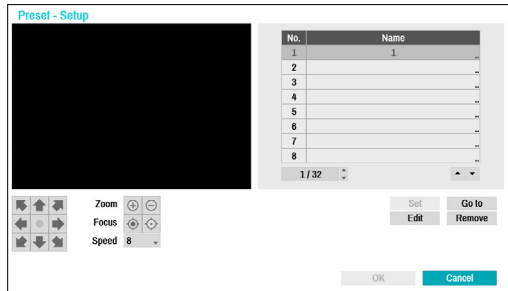 Preset - Setup
No. Name
1 1 ..
2 ..
3 ..
4 ..
5 ..
6 ..
7 ..
8 ..
1 / 32
Zoom
Focus
Speed 8
Set Go to
Edit Remove
OK Cancel